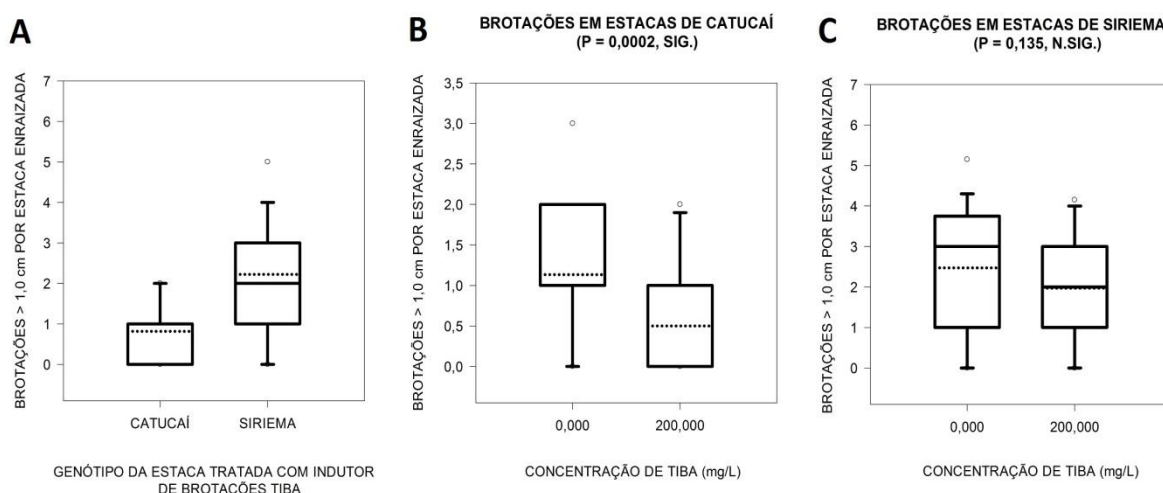 A
BROTAÇÕES > 1,0 cm POR ESTACA ENRAIZADA
7
6
5
4
3
2
1
0
CATUCAÍ
SIRIEMA
GENÓTIPO DA ESTACA TRATADA COM INDUTOR
DE BROTAÇÕES TIBA
B
BROTAÇÕES EM ESTACAS DE CATUCAÍ
(P = 0,0002, SIG.)
BROTAÇÕES > 1,0 cm POR ESTACA ENRAIZADA
3,5
3,0
2,5
2,0
1,5
1,0
0,5
0,0
0,000
200,000
CONCENTRAÇÃO DE TIBA (mg/L)
C
BROTAÇÕES EM ESTACAS DE SIRIEMA
(P = 0,135, N.SIG.)
BROTAÇÕES > 1,0 cm POR ESTACA ENRAIZADA
7
6
5
4
3
2
1
0
0,000
200,000
CONCENTRAÇÃO DE TIBA (mg/L)